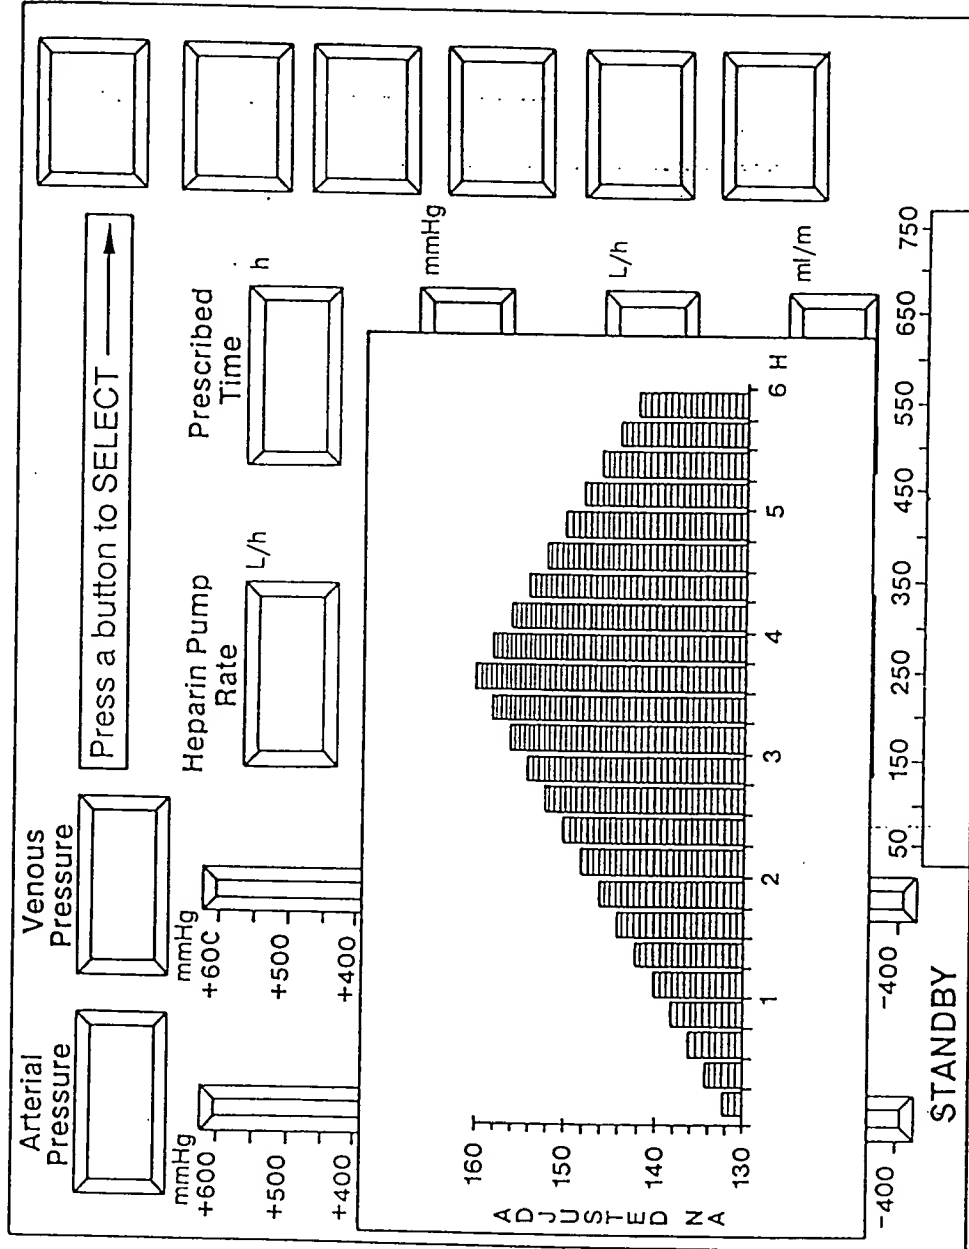 Arterial
Pressure
Venous
Pressure
Press a button to SELECT
mmHg
+600
+500
+400
mmHg
+60C
+500
+400
Heparin Pump
Rate
L/h
Prescribed
Time
h
mmHg
L/h
ml/m
ADJUSTED NA
160
150
140
130
1 2 3 4 5 6 H
-400
-400
STANDBY
50 150 250 350 450 550 650 750